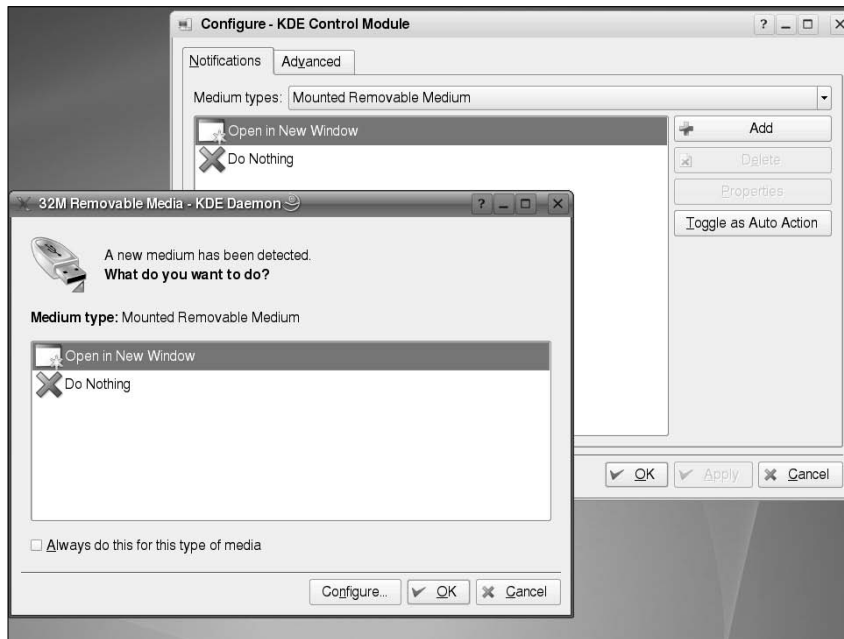 Configure - KDE Control Module
Notifications Advanced
Medium types: Mounted Removable Medium
Open in New Window
Do Nothing
Add
Delete
Properties
Toggle as Auto Action
OK Apply Cancel
32M Removable Media - KDE Daemon
A new medium has been detected.
What do you want to do?
Medium type: Mounted Removable Medium
Open in New Window
Do Nothing
Always do this for this type of media
Configure... OK Cancel